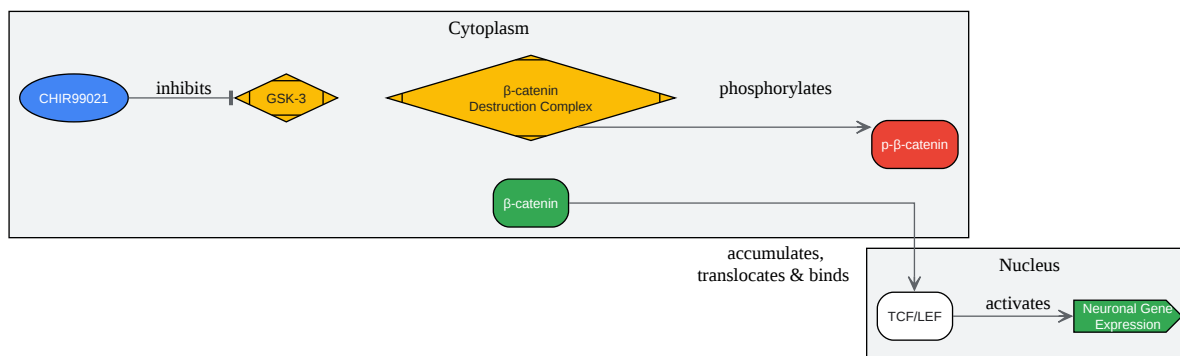 Cytoplasm
CHIR99021
inhibits
GSK-3
β-catenin
Destruction Complex
phosphorylates
p-β-catenin
β-catenin
accumulates,
translocates & binds
Nucleus
TCF/LEF
activates
Neuronal Gene
Expression